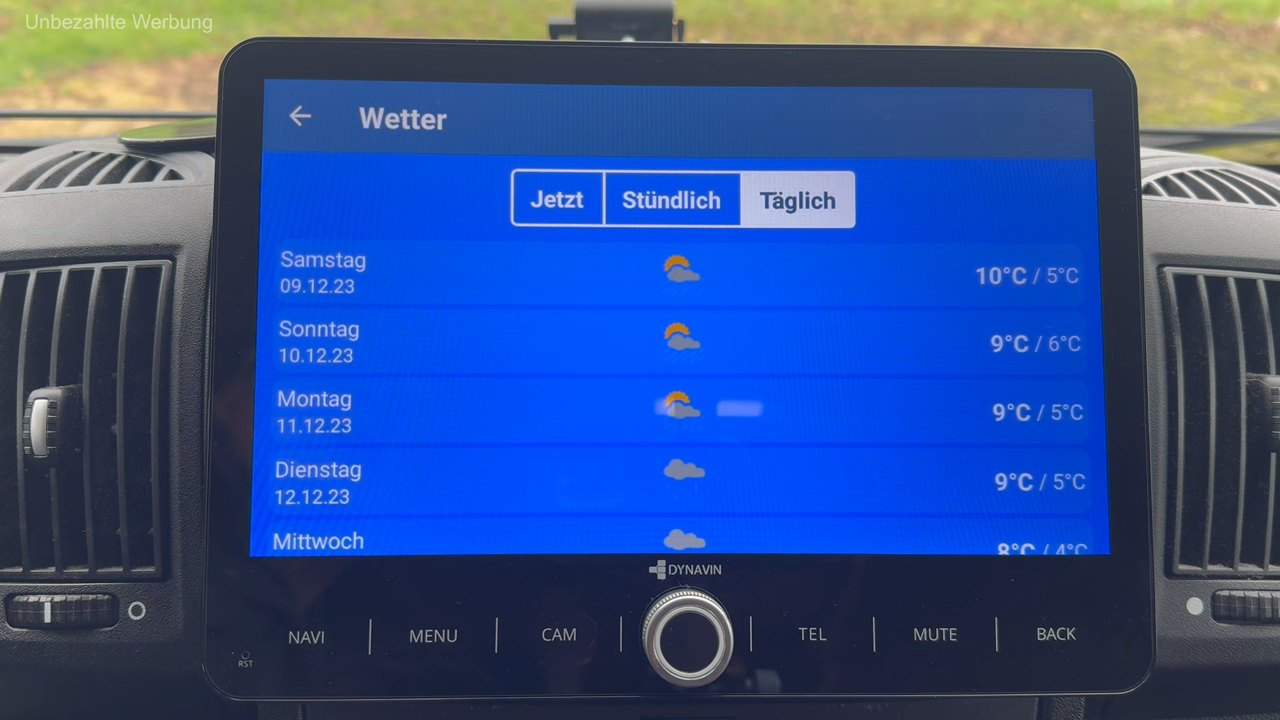 Unbezahlte Werbung
Wetter
Jetzt Stündlich Täglich
Samstag
09.12.23
10°C / 5°C
Sonntag
10.12.23
9°C / 6°C
Montag
11.12.23
9°C / 5°C
Dienstag
12.12.23
9°C / 5°C
Mittwoch
8°C / 4°C
DYNAVIN
NAVI MENU CAM TEL MUTE BACK
RST